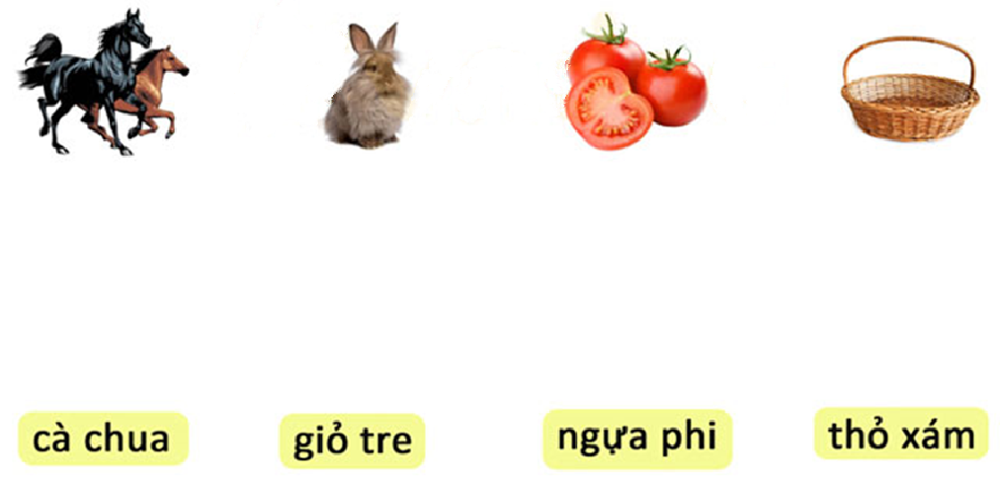 cà chua
giỏ tre
ngựa phi
thỏ xám